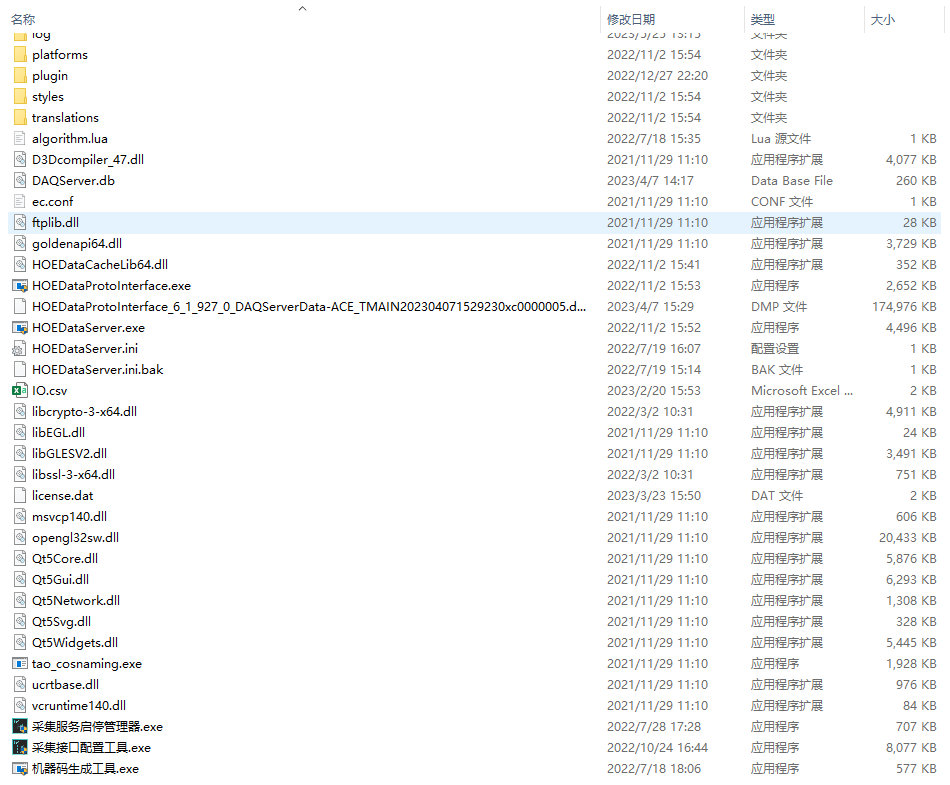 名称 修改日期 类型 大小
log 2023/3/23 15:15 文件夹
platforms 2022/11/2 15:54 文件夹
plugin 2022/12/27 22:20 文件夹
styles 2022/11/2 15:54 文件夹
translations 2022/11/2 15:54 文件夹
algorithm.lua 2022/7/18 15:35 Lua 源文件 1 KB
D3Dcompiler_47.dll 2021/11/29 11:10 应用程序扩展 4,077 KB
DAQServer.db 2023/4/7 14:17 Data Base File 260 KB
ec.conf 2021/11/29 11:10 CONF 文件 1 KB
ftplib.dll 2021/11/29 11:10 应用程序扩展 28 KB
goldenapi64.dll 2021/11/29 11:10 应用程序扩展 3,729 KB
HOEDataCacheLib64.dll 2022/11/2 15:41 应用程序扩展 352 KB
HOEDataProtoInterface.exe 2022/11/2 15:53 应用程序 2,652 KB
HOEDataProtoInterface_6_1_927_0_DAQServerData-ACE_TMAIN202304071529230xc0000005.d... 2023/4/7 15:29 DMP 文件 174,976 KB
HOEDataServer.exe 2022/11/2 15:52 应用程序 4,496 KB
HOEDataServer.ini 2022/7/19 16:07 配置设置 1 KB
HOEDataServer.ini.bak 2022/7/19 15:14 BAK 文件 1 KB
IO.csv 2023/2/20 15:53 Microsoft Excel ... 2 KB
libcrypto-3-x64.dll 2022/3/2 10:31 应用程序扩展 4,911 KB
libEGL.dll 2021/11/29 11:10 应用程序扩展 24 KB
libGLESV2.dll 2021/11/29 11:10 应用程序扩展 3,491 KB
libssl-3-x64.dll 2022/3/2 10:31 应用程序扩展 751 KB
license.dat 2023/3/23 15:50 DAT 文件 2 KB
msvcp140.dll 2021/11/29 11:10 应用程序扩展 606 KB
opengl32sw.dll 2021/11/29 11:10 应用程序扩展 20,433 KB
Qt5Core.dll 2021/11/29 11:10 应用程序扩展 5,876 KB
Qt5Gui.dll 2021/11/29 11:10 应用程序扩展 6,293 KB
Qt5Network.dll 2021/11/29 11:10 应用程序扩展 1,308 KB
Qt5Svg.dll 2021/11/29 11:10 应用程序扩展 328 KB
Qt5Widgets.dll 2021/11/29 11:10 应用程序扩展 5,445 KB
tao_cosnaming.exe 2021/11/29 11:10 应用程序 1,928 KB
ucrtbase.dll 2021/11/29 11:10 应用程序扩展 976 KB
vcruntime140.dll 2021/11/29 11:10 应用程序扩展 84 KB
采集服务启停管理器.exe 2022/7/28 17:28 应用程序 707 KB
采集接口配置工具.exe 2022/10/24 16:44 应用程序 8,077 KB
机器码生成工具.exe 2022/7/18 18:06 应用程序 577 KB